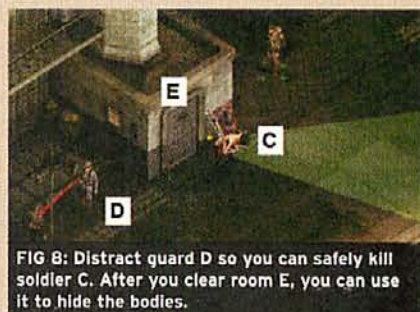 E
C
D
FIG 8: Distract guard D so you can safely kill
soldier C. After you clear room E, you can use
it to hide the bodies.